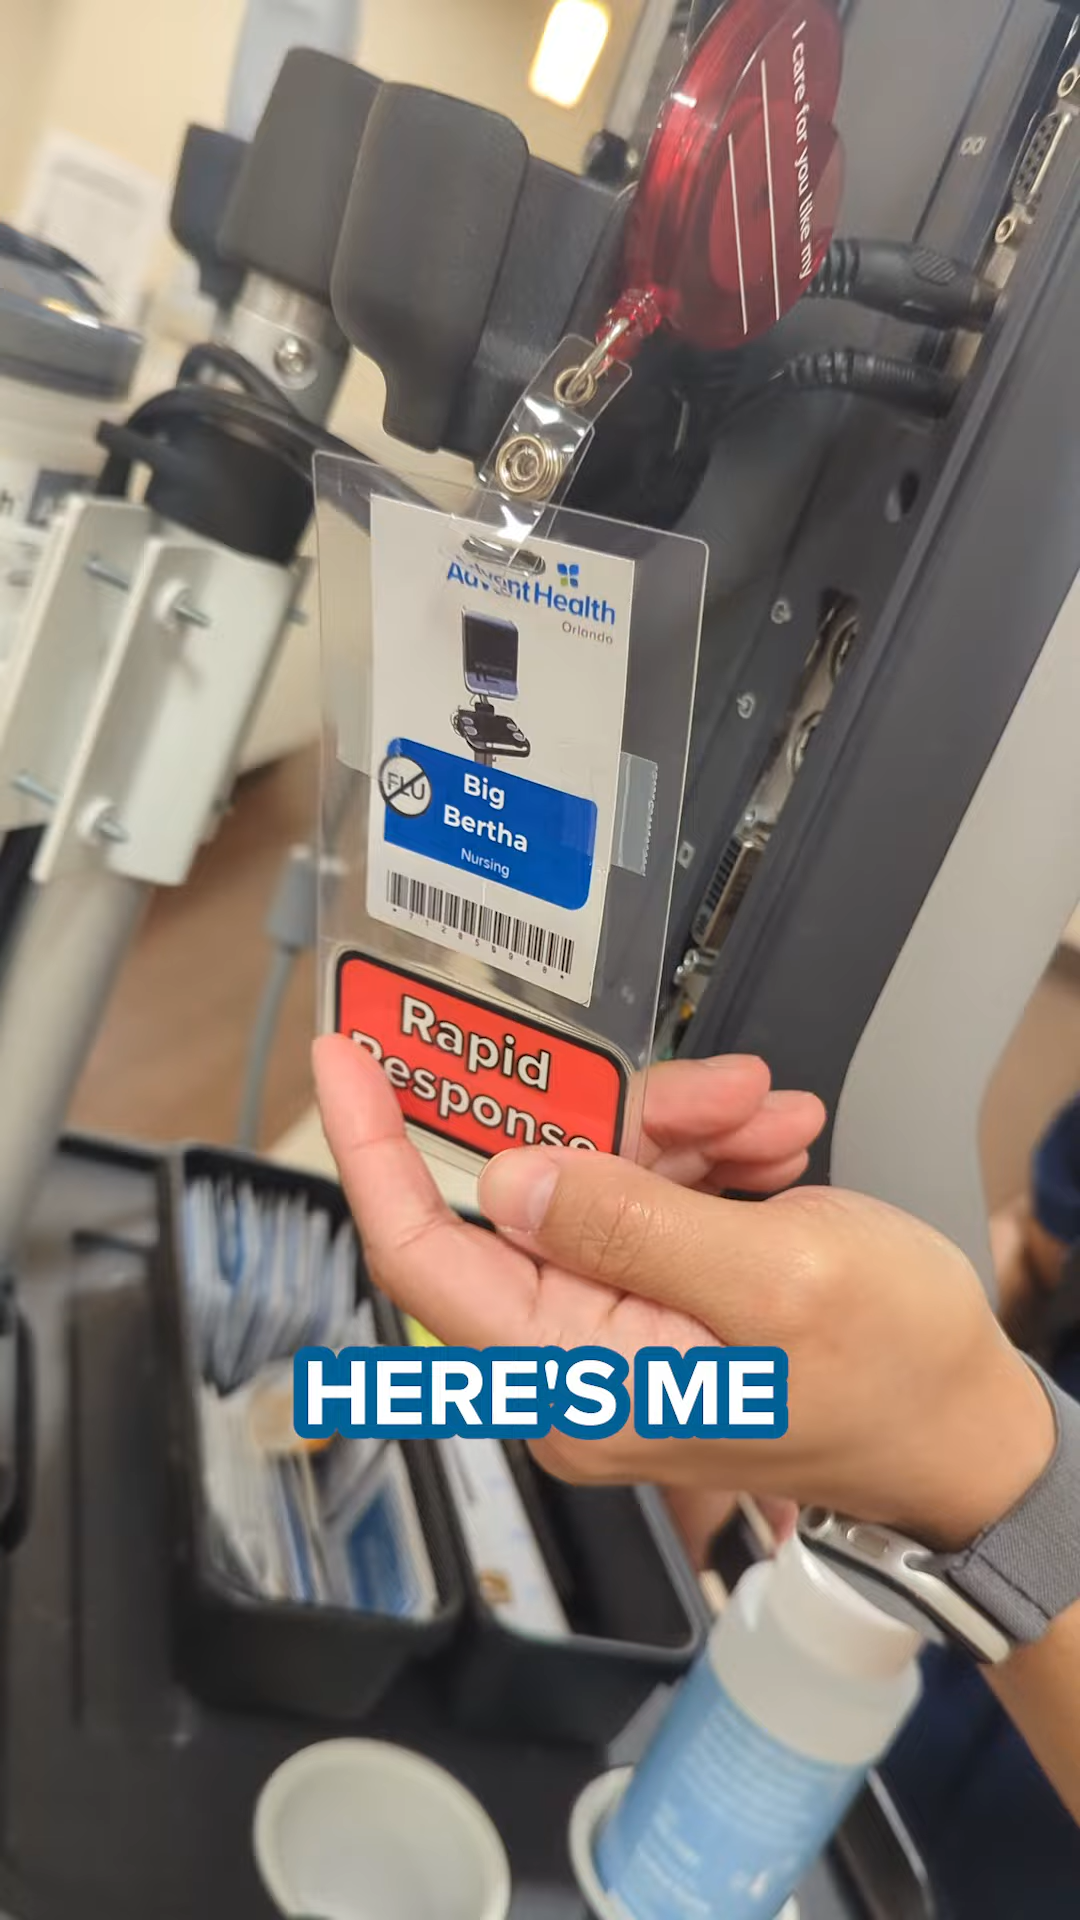 I care for you like my
AdventHealth
Orlando
FLU
Big
Bertha
Nursing
Rapid
Response
HERE'S ME